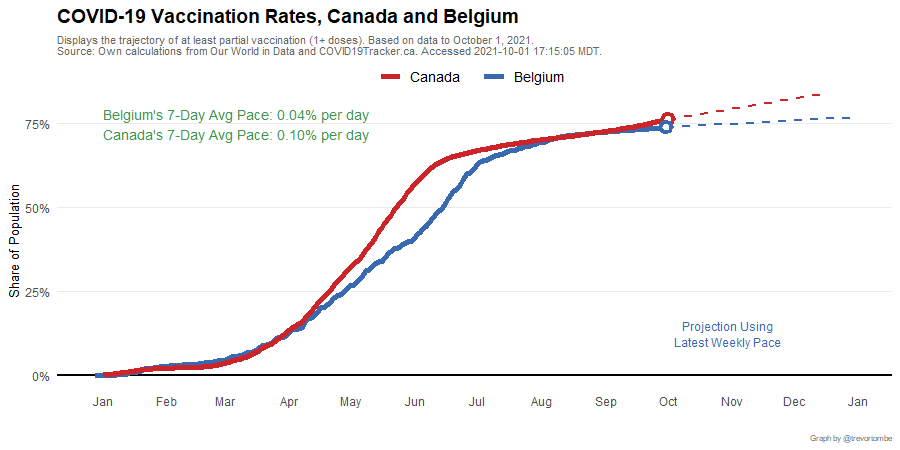 COVID-19 Vaccination Rates, Canada and Belgium
Displays the trajectory of at least partial vaccination (1+ doses). Based on data to October 1, 2021.
Source: Own calculations from Our World in Data and COVID19Tracker.ca. Accessed 2021-10-01 17:15:05 MDT.
Canada Belgium
Belgium's 7-Day Avg Pace: 0.04% per day
Canada's 7-Day Avg Pace: 0.10% per day
75%
50%
25%
0%
Share of Population
Projection Using
Latest Weekly Pace
Jan Feb Mar Apr May Jun Jul Aug Sep Oct Nov Dec Jan
Graph by @trevortombe